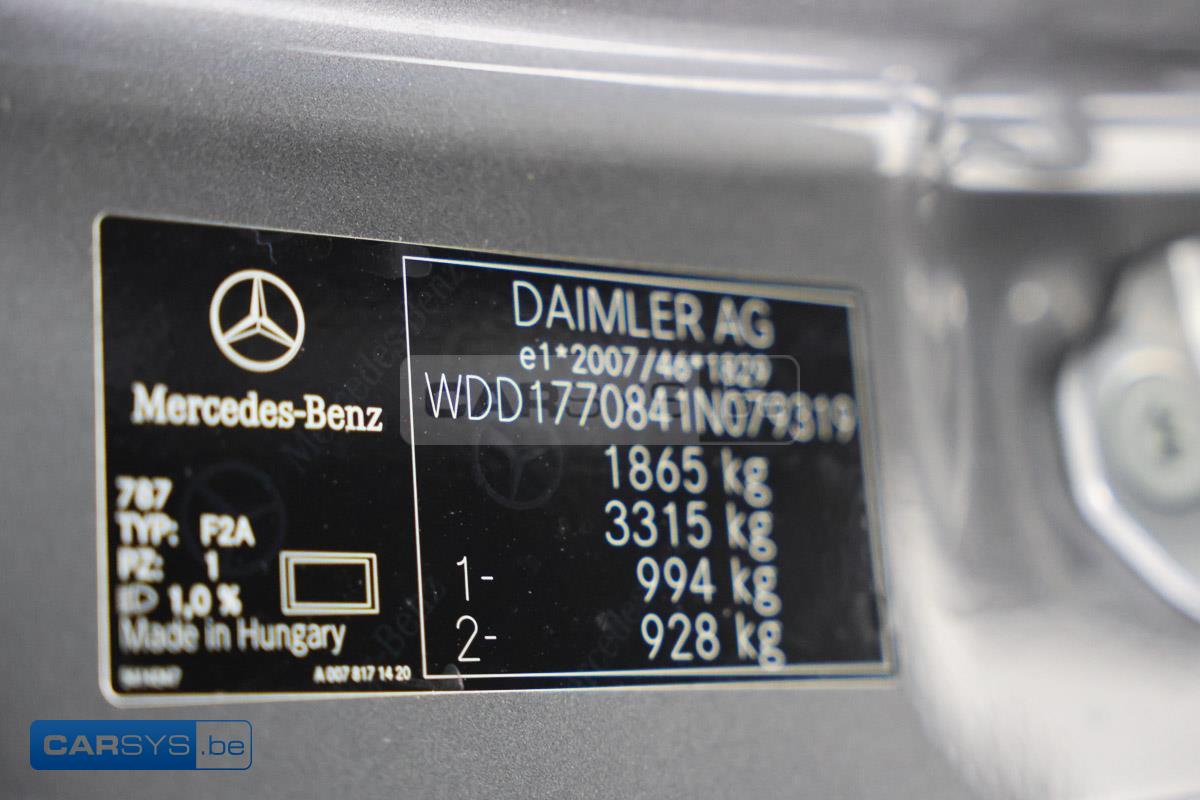 Mercedes-Benz
787
TYP: F2A
PZ: 1
1,0 %
Made in Hungary
A 007 817 14 20
DAIMLER AG
e1*2007/46*1829
WDD1770841N079319
1865 kg
3315 kg
1- 994 kg
2- 928 kg
CARSYS.be